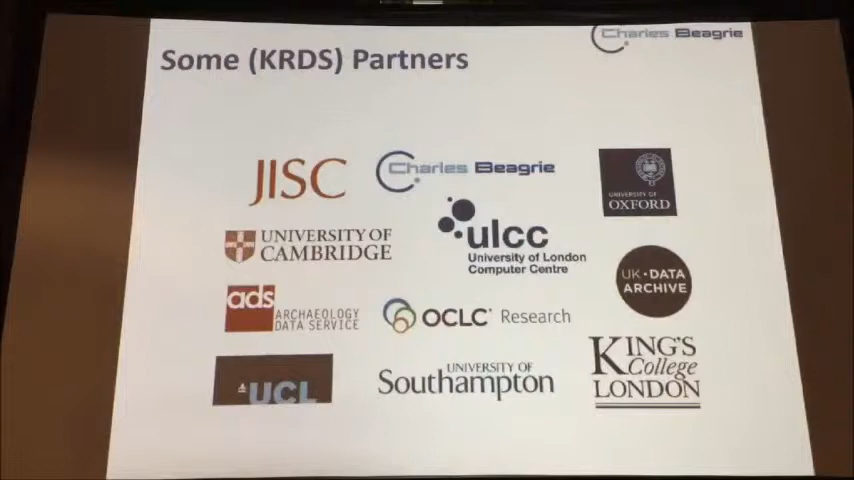 Charles Beagrie
Some (KRDS) Partners
JISC
Charles Beagrie
UNIVERSITY OF
OXFORD
UNIVERSITY OF
CAMBRIDGE
ulcc
University of London
Computer Centre
UK·DATA
ARCHIVE
ads
ARCHAEOLOGY
DATA SERVICE
OCLC Research
UCL
UNIVERSITY OF
Southampton
KING'S
College
LONDON